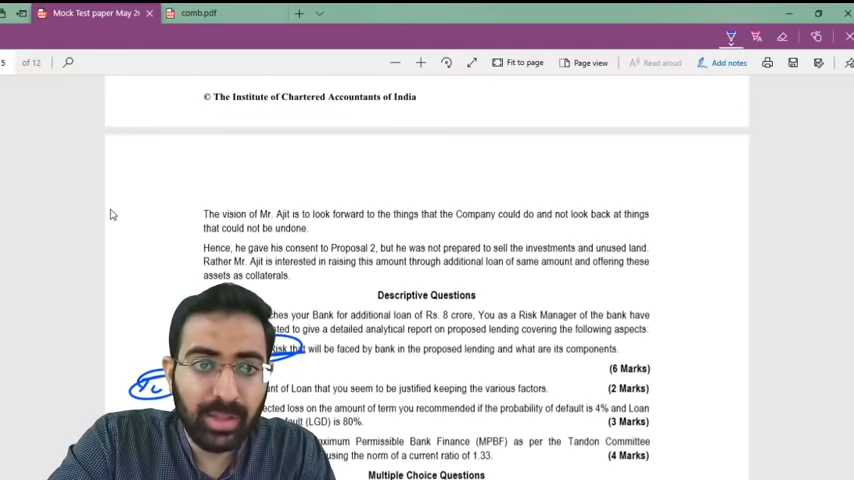 Mock Test paper May 2
comb.pdf
5 of 12
Fit to page
Page view
Read aloud
Add notes
© The Institute of Chartered Accountants of India
The vision of Mr. Ajit is to look forward to the things that the Company could do and not look back at things
that could not be undone.
Hence, he gave his consent to Proposal 2, but he was not prepared to sell the investments and unused land.
Rather Mr. Ajit is interested in raising this amount through additional loan of same amount and offering these
assets as collaterals.
Descriptive Questions
your Bank for additional loan of Rs. 8 crore, You as a Risk Manager of the bank have
to give a detailed analytical report on proposed lending covering the following aspects:
Risk that will be faced by bank in the proposed lending and what are its components.
(6 Marks)
of Loan that you seem to be justified keeping the various factors.
(2 Marks)
loss on the amount of term you recommended if the probability of default is 4% and Loan
(LGD) is 80%.
(3 Marks)
Permissible Bank Finance (MPBF) as per the Tandon Committee
using the norm of a current ratio of 1.33.
(4 Marks)
Multiple Choice Questions